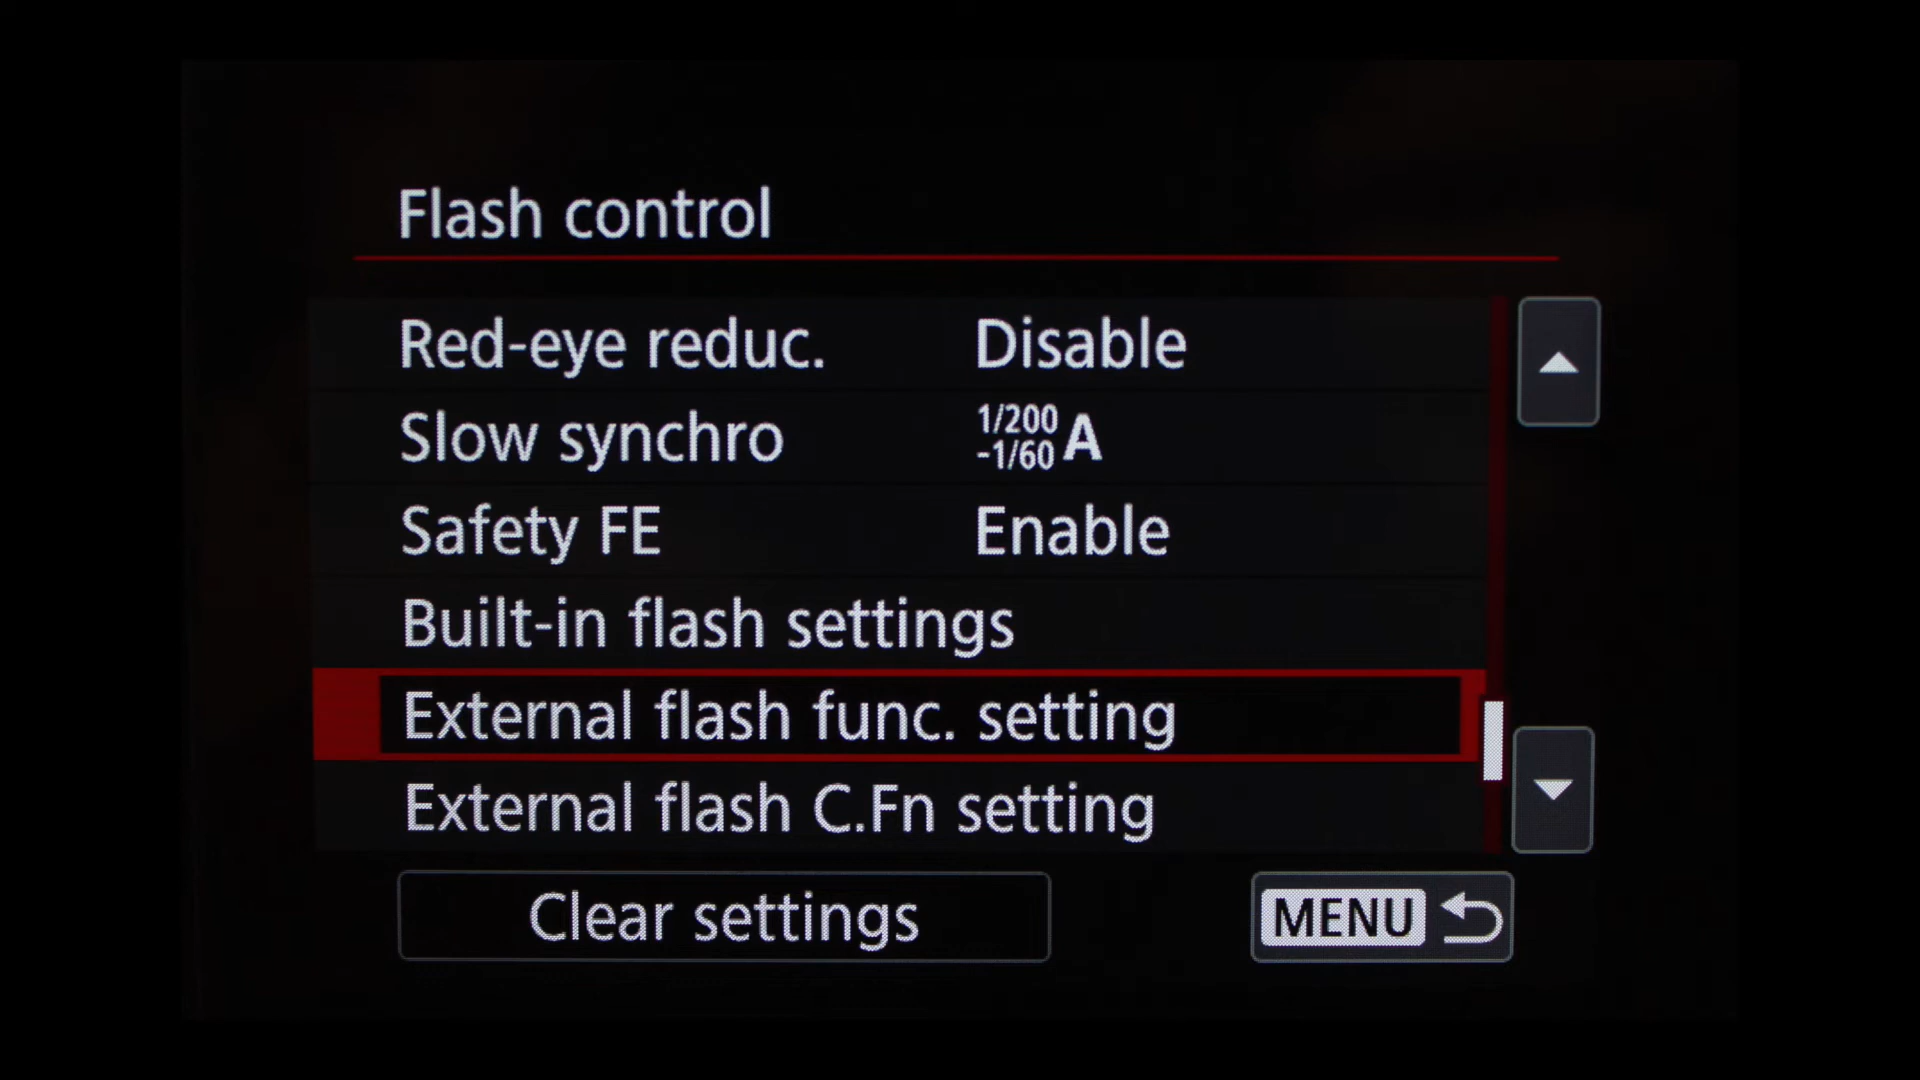 Flash control
Red-eye reduc. Disable
Slow synchro 1/200-1/60 A
Safety FE Enable
Built-in flash settings
External flash func. setting
External flash C.Fn setting
Clear settings MENU